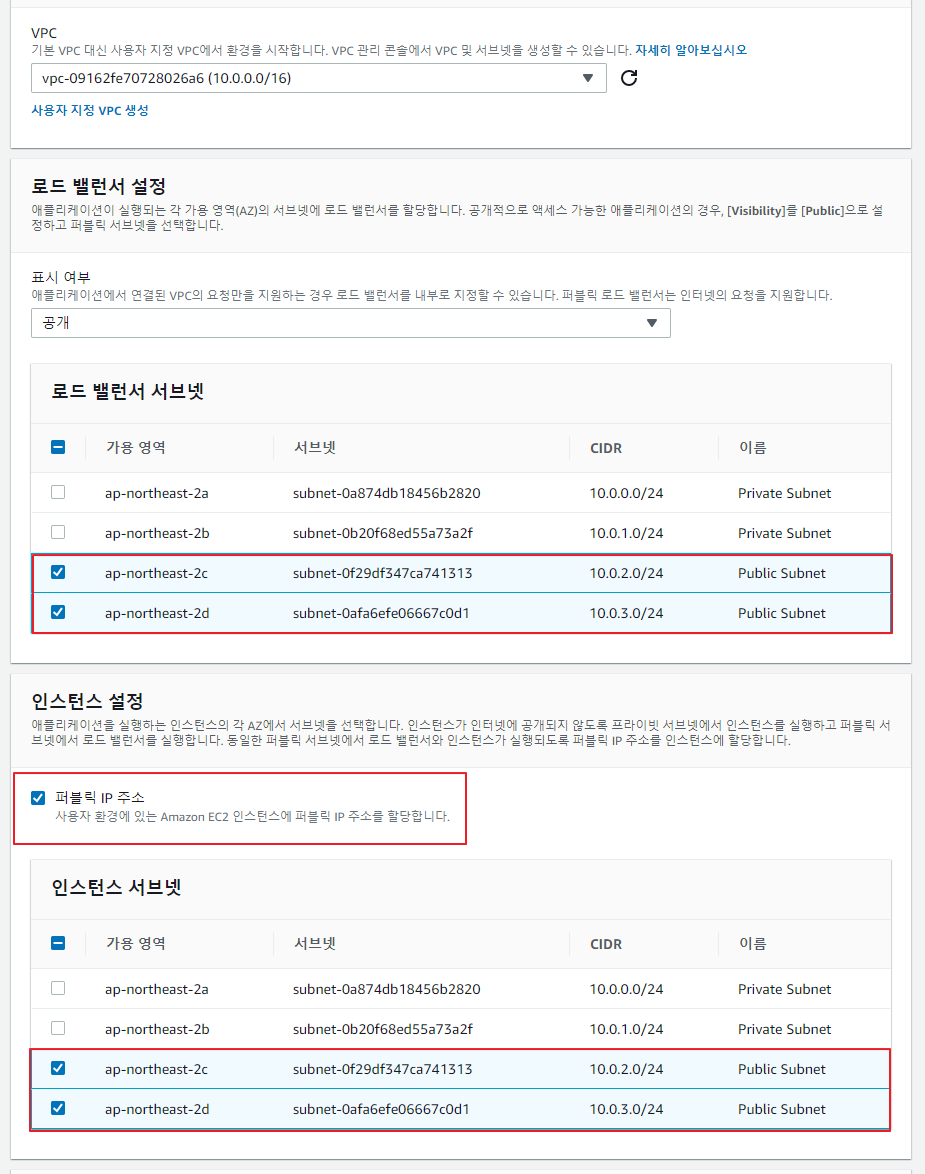 VPC
기본 VPC 대신 사용자 지정 VPC에서 환경을 시작합니다. VPC 관리 콘솔에서 VPC 및 서브넷을 생성할 수 있습니다. 자세히 알아보십시오
vpc-09162fe70728026a6 (10.0.0.0/16)
사용자 지정 VPC 생성
로드 밸런서 설정
애플리케이션이 실행되는 각 가용 영역(AZ)의 서브넷에 로드 밸런서를 할당합니다. 공개적으로 액세스 가능한 애플리케이션의 경우, [Visibility]를 [Public]으로 설
정하고 퍼블릭 서브넷을 선택합니다.
표시 여부
애플리케이션에서 연결된 VPC의 요청만을 지원하는 경우 로드 밸런서를 내부로 지정할 수 있습니다. 퍼블릭 로드 밸런서는 인터넷의 요청을 지원합니다.
공개
로드 밸런서 서브넷
가용 영역 서브넷 CIDR 이름
ap-northeast-2a subnet-0a874db18456b2820 10.0.0.0/24 Private Subnet
ap-northeast-2b subnet-0b20f68ed55a73a2f 10.0.1.0/24 Private Subnet
ap-northeast-2c subnet-0f29df347ca741313 10.0.2.0/24 Public Subnet
ap-northeast-2d subnet-0afa6efe06667c0d1 10.0.3.0/24 Public Subnet
인스턴스 설정
애플리케이션을 실행하는 인스턴스의 각 AZ에서 서브넷을 선택합니다. 인스턴스가 인터넷에 공개되지 않도록 프라이빗 서브넷에서 인스턴스를 실행하고 퍼블릭 서
브넷에서 로드 밸런서를 실행합니다. 동일한 퍼블릭 서브넷에서 로드 밸런서와 인스턴스가 실행되도록 퍼블릭 IP 주소를 인스턴스에 할당합니다.
퍼블릭 IP 주소
사용자 환경에 있는 Amazon EC2 인스턴스에 퍼블릭 IP 주소를 할당합니다.
인스턴스 서브넷
가용 영역 서브넷 CIDR 이름
ap-northeast-2a subnet-0a874db18456b2820 10.0.0.0/24 Private Subnet
ap-northeast-2b subnet-0b20f68ed55a73a2f 10.0.1.0/24 Private Subnet
ap-northeast-2c subnet-0f29df347ca741313 10.0.2.0/24 Public Subnet
ap-northeast-2d subnet-0afa6efe06667c0d1 10.0.3.0/24 Public Subnet